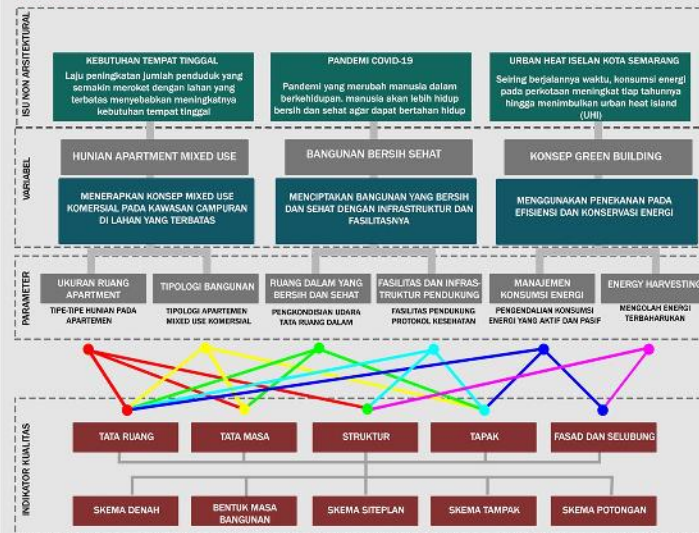 ISU NON ARSITEKTURAL
KEBUTUHAN TEMPAT TINGGAL
Laju peningkatan jumlah penduduk yang
semakin meroket dengan lahan yang
terbatas menyebabkan meningkatnya
kebutuhan tempat tinggal
PANDEMI COVID-19
Pandemi yang merubah manusia dalam
berkehidupan. manusia akan lebih hidup
bersih dan sehat agar dapat bertahan hidup
URBAN HEAT ISELAN KOTA SEMARANG
Seiring berjalannya waktu, konsumsi energi
pada perkotaan meningkat tiap tahunnya
hingga menimbulkan urban heat island
(UHI)
VARIABEL
HUNIAN APARTMENT MIXED USE
BANGUNAN BERSIH SEHAT
KONSEP GREEN BUILDING
MENERAPKAN KONSEP MIXED USE
KOMERSIAL PADA KAWASAN CAMPURAN
DI LAHAN YANG TERBATAS
MENCIPTAKAN BANGUNAN YANG BERSIH
DAN SEHAT DENGAN INFRASTRUKTUR DAN
FASILITASNYA
MENGGUNAKAN PENEKANAN PADA
EFISIENSI DAN KONSERVASI ENERGI
PARAMETER
UKURAN RUANG
APARTMENT
TIPOLOGI BANGUNAN
RUANG DALAM YANG
BERSIH DAN SEHAT
FASILITAS DAN INFRAS-
TRUKTUR PENDUKUNG
MANAJEMEN
KONSUMSI ENERGI
ENERGY HARVESTING
TIPE-TIPE HUNIAN PADA
APARTEMEN
TIPOLOGI APARTEMEN
MIXED USE KOMERSIAL
PENGKONDISIAN UDARA
TATA RUANG DALAM
FASILITAS PENDUKUNG
PROTOKOL KESEHATAN
PENGENDALIAN KONSUMSI
ENERGI YANG AKTIF DAN PASIF
MENGOLAH ENERGI
TERBAHARUKAN
INDIKATOR KUALITAS
TATA RUANG
TATA MASA
STRUKTUR
TAPAK
FASAD DAN SELUBUNG
SKEMA DENAH
BENTUK MASA
BANGUNAN
SKEMA SITEPLAN
SKEMA TAMPAK
SKEMA POTONGAN